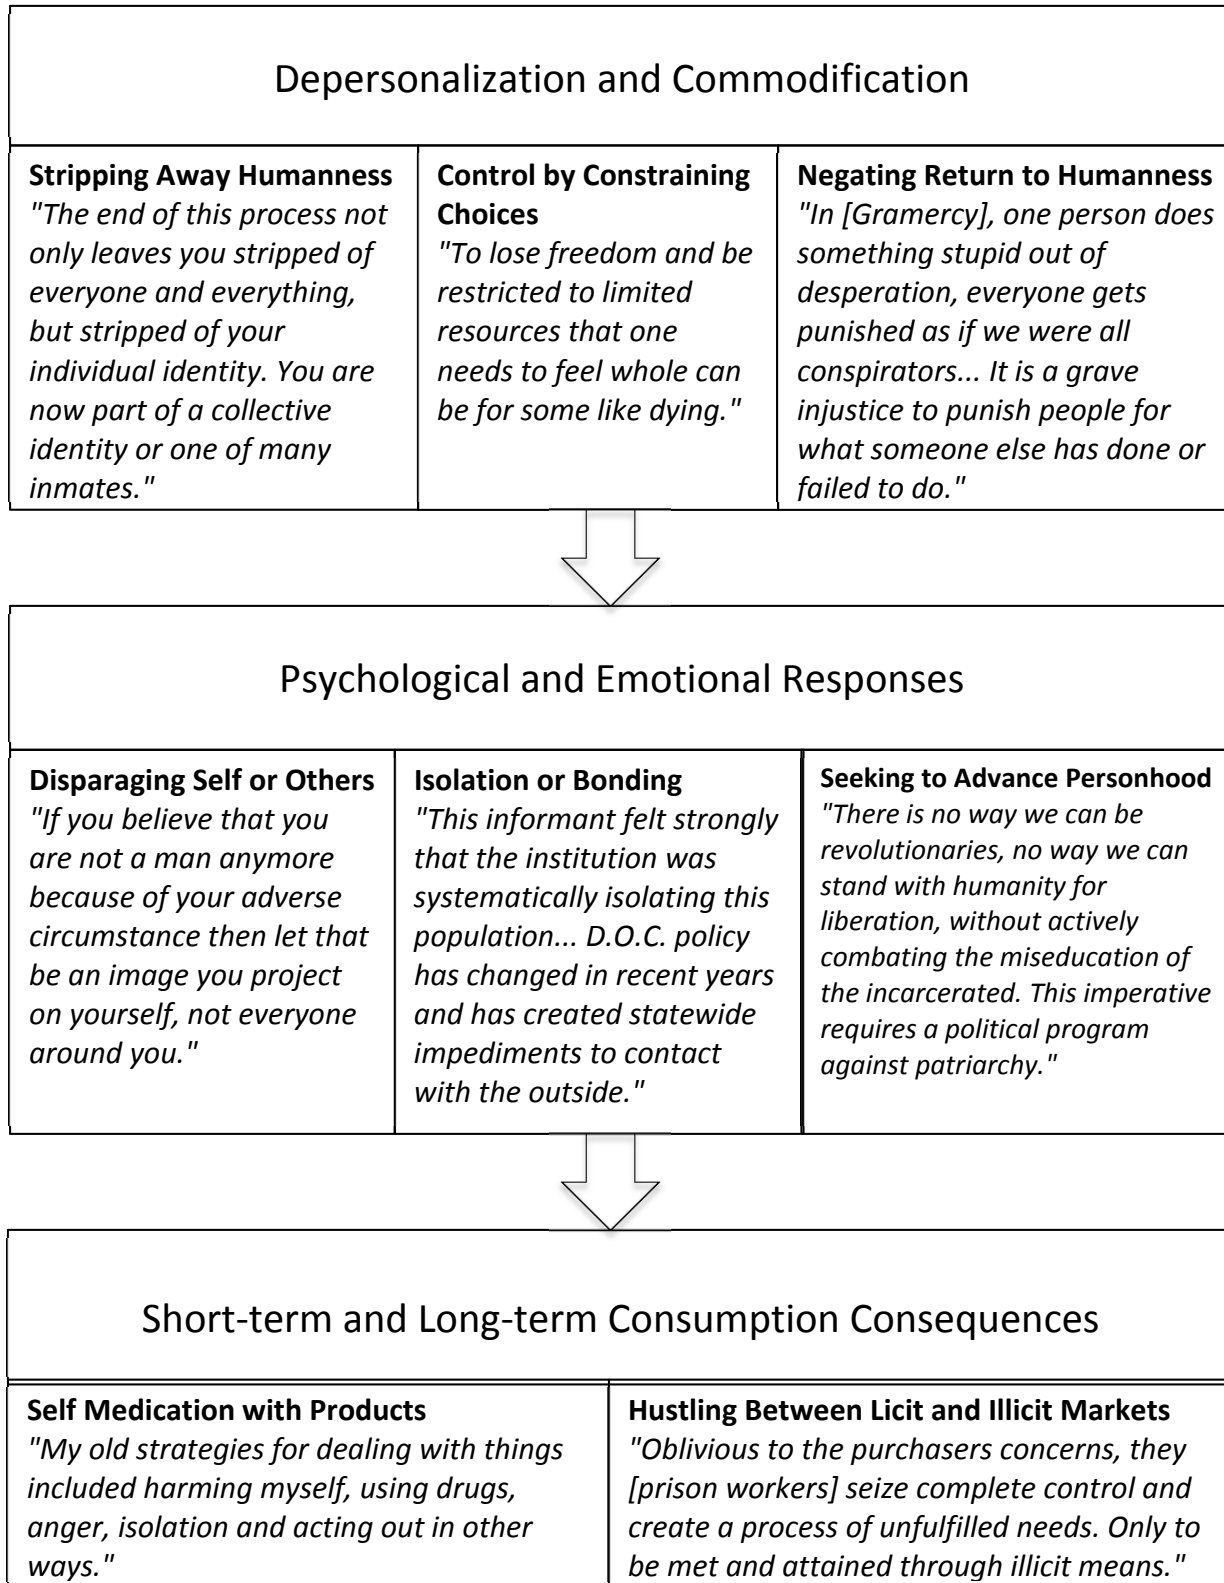 Depersonalization and Commodification
Stripping Away Humanness
"The end of this process not
only leaves you stripped of
everyone and everything,
but stripped of your
individual identity. You are
now part of a collective
identity or one of many
inmates."
Control by Constraining
Choices
"To lose freedom and be
restricted to limited
resources that one
needs to feel whole can
be for some like dying."
Negating Return to Humanness
"In [Gramercy], one person does
something stupid out of
desperation, everyone gets
punished as if we were all
conspirators... It is a grave
injustice to punish people for
what someone else has done or
failed to do."
Psychological and Emotional Responses
Disparaging Self or Others
"If you believe that you
are not a man anymore
because of your adverse
circumstance then let that
be an image you project
on yourself, not everyone
around you."
Isolation or Bonding
"This informant felt strongly
that the institution was
systematically isolating this
population... D.O.C. policy
has changed in recent years
and has created statewide
impediments to contact
with the outside."
Seeking to Advance Personhood
"There is no way we can be
revolutionaries, no way we can
stand with humanity for
liberation, without actively
combating the miseducation of
the incarcerated. This imperative
requires a political program
against patriarchy."
Short-term and Long-term Consumption Consequences
Self Medication with Products
"My old strategies for dealing with things
included harming myself, using drugs,
anger, isolation and acting out in other
ways."
Hustling Between Licit and Illicit Markets
"Oblivious to the purchasers concerns, they
[prison workers] seize complete control and
create a process of unfulfilled needs. Only to
be met and attained through illicit means."